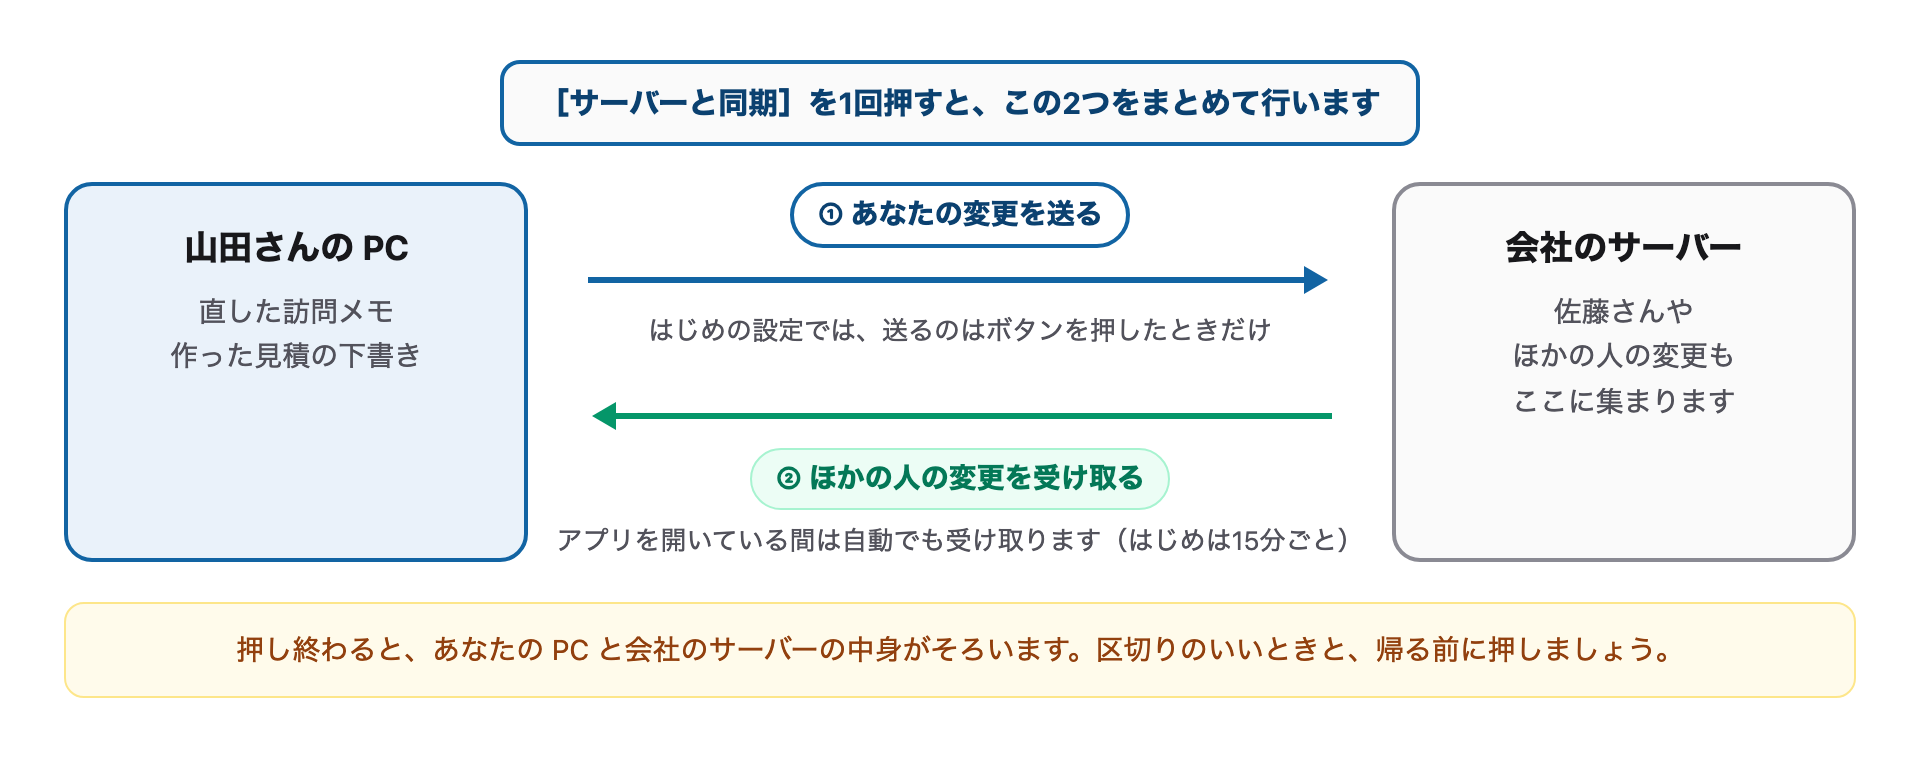 ［サーバーと同期］を1回押すと、この2つをまとめて行います
山田さんの PC
直した訪問メモ
作った見積の下書き
① あなたの変更を送る
はじめの設定では、送るのはボタンを押したときだけ
② ほかの人の変更を受け取る
アプリを開いている間は自動でも受け取ります（はじめは15分ごと）
会社のサーバー
佐藤さんや
ほかの人の変更も
ここに集まります
押し終わると、あなたの PC と会社のサーバーの中身がそろいます。区切りのいいときと、帰る前に押しましょう。